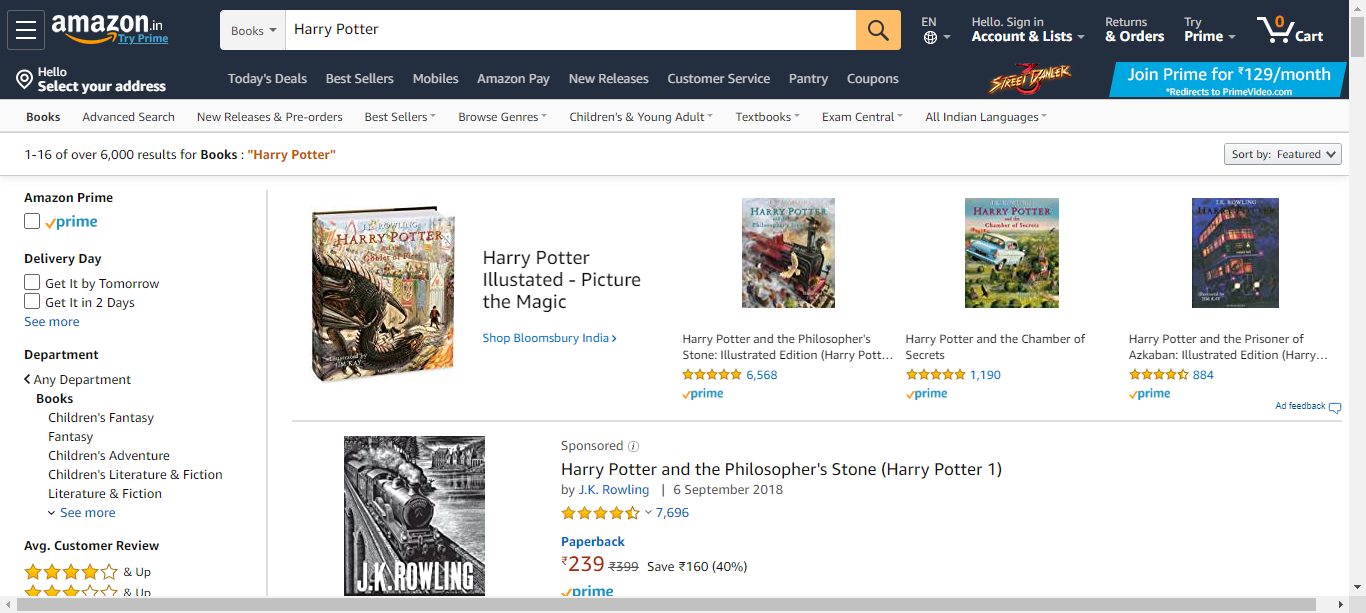 amazon.in
Try Prime
Books
Harry Potter
EN
Hello. Sign in
Account & Lists
Returns
& Orders
Try
Prime
0
Cart
Hello
Select your address
Today's Deals
Best Sellers
Mobiles
Amazon Pay
New Releases
Customer Service
Pantry
Coupons
STREET DANCER 3
Join Prime for ₹129/month
*Redirects to PrimeVideo.com
Books
Advanced Search
New Releases & Pre-orders
Best Sellers
Browse Genres
Children's & Young Adult
Textbooks
Exam Central
All Indian Languages
1-16 of over 6,000 results for Books : "Harry Potter"
Sort by: Featured
Amazon Prime
prime
Delivery Day
Get It by Tomorrow
Get It in 2 Days
See more
Department
Any Department
Books
Children's Fantasy
Fantasy
Children's Adventure
Children's Literature & Fiction
Literature & Fiction
See more
Avg. Customer Review
& Up
& Up
J.K. ROWLING
HARRY POTTER
and the
Goblet of Fire
Illustrated by
JIM KAY
Harry Potter
Illustated - Picture
the Magic
Shop Bloomsbury India
HARRY POTTER
and the
Philosopher's Stone
Harry Potter and the Philosopher's
Stone: Illustrated Edition (Harry Pott...
6,568
prime
J.K. ROWLING
HARRY POTTER
and the
Chamber of Secrets
Harry Potter and the Chamber of
Secrets
1,190
prime
J.K. ROWLING
HARRY POTTER
Harry Potter and the Prisoner of
Azkaban: Illustrated Edition (Harry...
884
prime
Ad feedback
J.K. ROWLING
Sponsored
Harry Potter and the Philosopher's Stone (Harry Potter 1)
by J.K. Rowling | 6 September 2018
7,696
Paperback
₹239 ₹399 Save ₹160 (40%)
prime